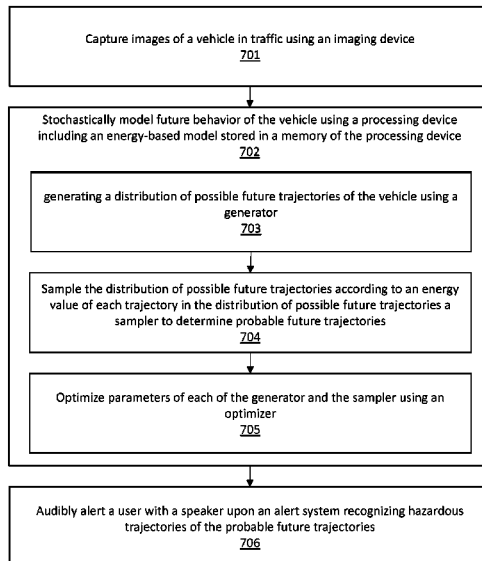 Capture images of a vehicle in traffic using an imaging device
701
Stochastically model future behavior of the vehicle using a processing device
including an energy-based model stored in a memory of the processing device
702
generating a distribution of possible future trajectories of the vehicle using a
generator
703
Sample the distribution of possible future trajectories according to an energy
value of each trajectory in the distribution of possible future trajectories a
sampler to determine probable future trajectories
704
Optimize parameters of each of the generator and the sampler using an
optimizer
705
Audibly alert a user with a speaker upon an alert system recognizing hazardous
trajectories of the probable future trajectories
706